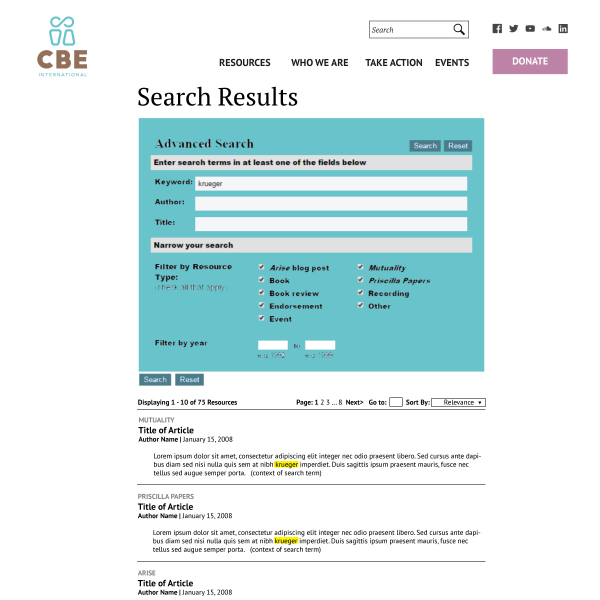 CBE
INTERNATIONAL
Search
RESOURCES WHO WE ARE TAKE ACTION EVENTS DONATE
Search Results
Advanced Search Search Reset
Enter search terms in at least one of the fields below
Keyword: krueger
Author:
Title:
Narrow your search
Filter by Resource Type:
(check all that apply)
Arise blog post
Book
Book review
Endorsement
Event
Mutuality
Priscilla Papers
Recording
Other
Filter by year to
e.g. 1992 e.g. 1999
Search Reset
Displaying 1 - 10 of 75 Resources Page: 1 2 3 ... 8 Next> Go to: Sort By: Relevance
MUTUALITY
Title of Article
Author Name | January 15, 2008
Lorem ipsum dolor sit amet, consectetur adipiscing elit integer nec odio praesent libero. Sed cursus ante dapi-
bus diam sed nisi nulla quis sem at nibh krueger imperdiet. Duis sagittis ipsum praesent mauris, fusce nec
tellus sed augue semper porta. (context of search term)
PRISCILLA PAPERS
Title of Article
Author Name | January 15, 2008
Lorem ipsum dolor sit amet, consectetur adipiscing elit integer nec odio praesent libero. Sed cursus ante dapi-
bus diam sed nisi nulla quis sem at nibh krueger imperdiet. Duis sagittis ipsum praesent mauris, fusce nec
tellus sed augue semper porta. (context of search term)
ARISE
Title of Article
Author Name | January 15, 2008